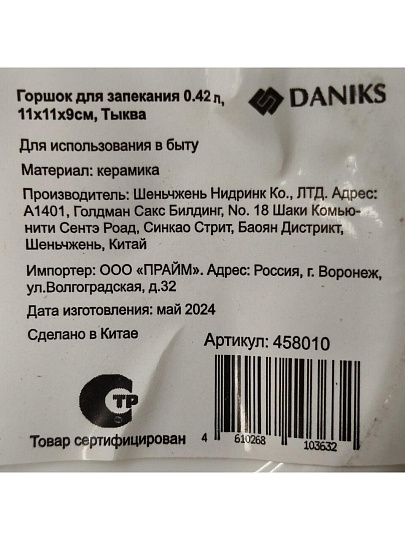 Горшок для запекания 0.42 л,
11х11х9см, Тыква
DANIKS
Для использования в быту
Материал: керамика
Производитель: Шеньчжень Нидринк Ко., ЛТД. Адрес:
А1401, Голдман Сакс Билдинг, No. 18 Шаки Комью-
нити Сентэ Роад, Синкао Стрит, Баоян Дистрикт,
Шеньчжень, Китай
Импортер: ООО «ПРАЙМ». Адрес: Россия, г. Воронеж,
ул.Волгоградская, д.32
Дата изготовления: май 2024
Сделано в Китае
Артикул: 458010
СТР
Товар сертифицирован
4 610268 103632